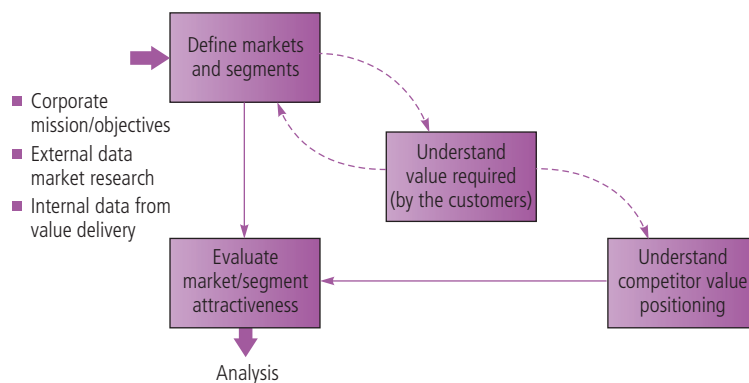 Define markets
and segments
Corporate
mission/objectives
External data
market research
Internal data from
value delivery
Understand
value required
(by the customers)
Evaluate
market/segment
attractiveness
Understand
competitor value
positioning
Analysis